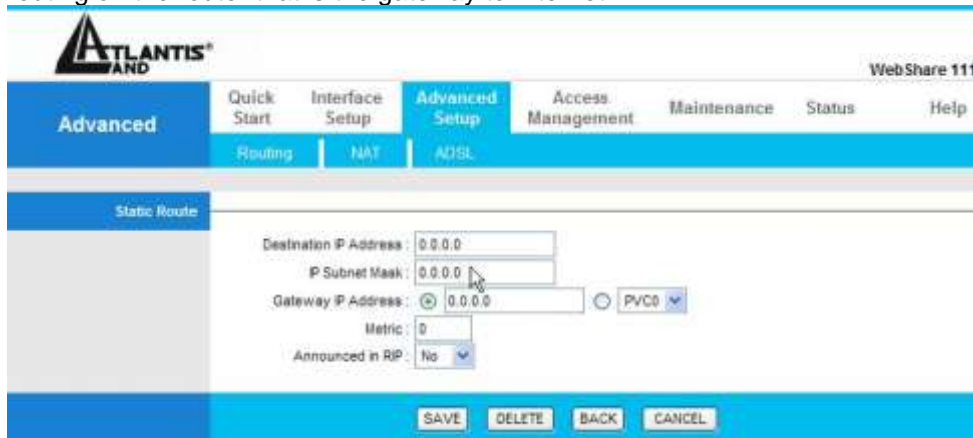 ATLANTIS®
LAND
WebShare 111
Advanced
Quick Start
Interface Setup
Advanced Setup
Access Management
Maintenance
Status
Help
Routing
NAT
ADSL
Static Route
Destination IP Address : 0.0.0.0
IP Subnet Mask : 0.0.0.0
Gateway IP Address : 0.0.0.0 PVC0
Metric : 0
Announced in RIP : No
SAVE DELETE BACK CANCEL